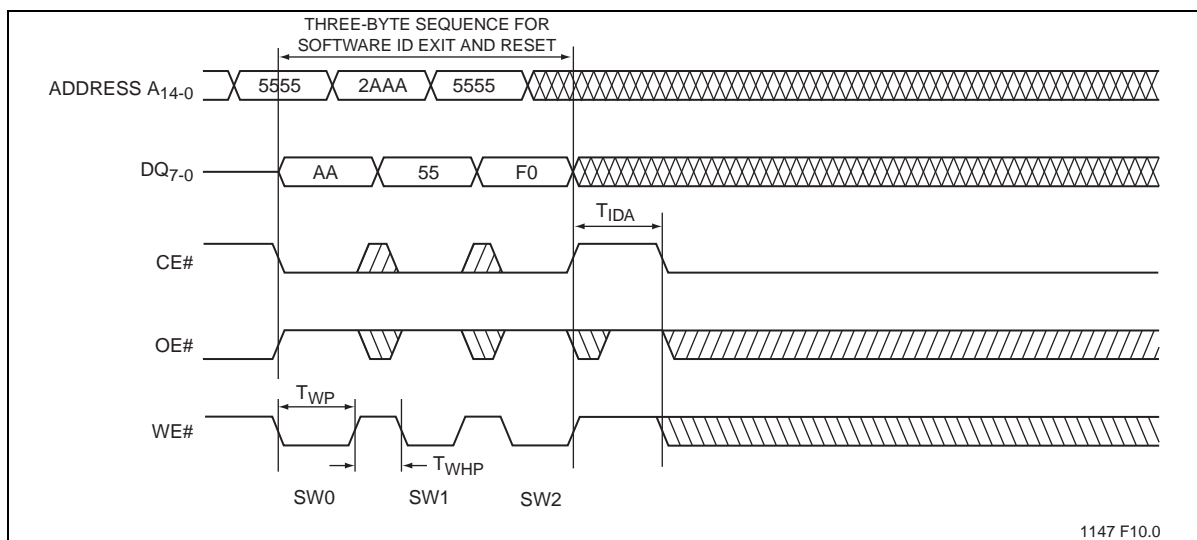 THREE-BYTE SEQUENCE FOR
SOFTWARE ID EXIT AND RESET
ADDRESS A14-0
5555
2AAA
5555
DQ7-0
AA
55
F0
TIDA
CE#
OE#
TWP
WE#
TWHP
SW0
SW1
SW2
1147 F10.0